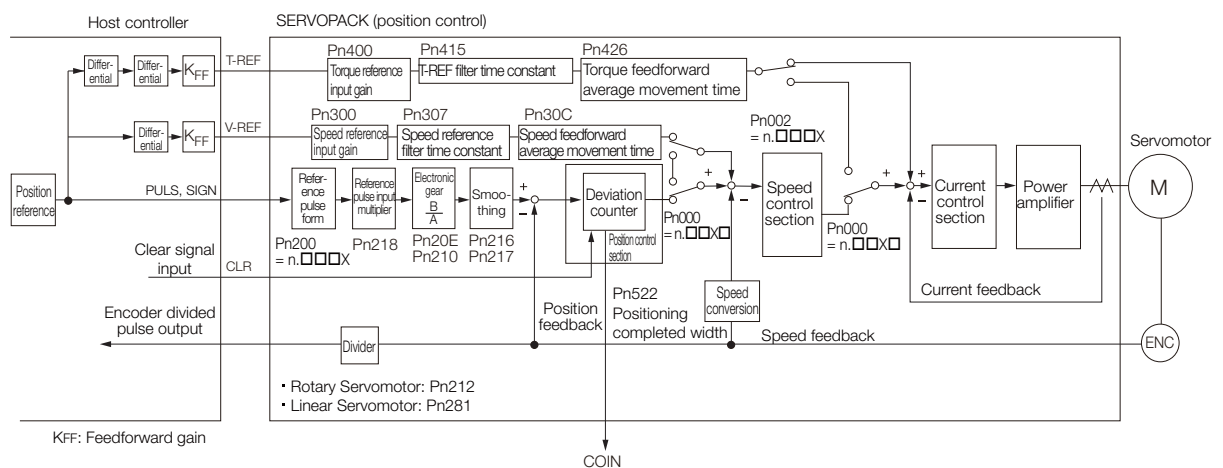 Host controller
SERVOPACK (position control)
Differ-
ential
Differ-
ential
KFF
T-REF
Pn400
Torque reference
input gain
Pn415
T-REF filter time constant
Pn426
Torque feedforward
average movement time
Differ-
ential
KFF
V-REF
Pn300
Speed reference
input gain
Pn307
Speed reference
filter time constant
Pn30C
Speed feedforward
average movement time
Pn002
= n.□□□X
Servomotor
Position
reference
PULS, SIGN
Reference
pulse
form
Reference
pulse input
multiplier
Electronic
gear
B
A
Smoo-
thing
+
−
Deviation
counter
Position control
section
+
+
−
Speed
control
section
+
+
+
−
Current
control
section
Power
amplifier
M
Pn200
= n.□□□X
Pn218
Pn20E
Pn210
Pn216
Pn217
Pn000
= n.□□X□
Pn000
= n.□□X□
Clear signal
input
CLR
Encoder divided
pulse output
Position
feedback
Pn522
Positioning
completed width
Speed
conversion
Current feedback
Speed feedback
Divider
ENC
▪ Rotary Servomotor: Pn212
▪ Linear Servomotor: Pn281
KFF: Feedforward gain
COIN